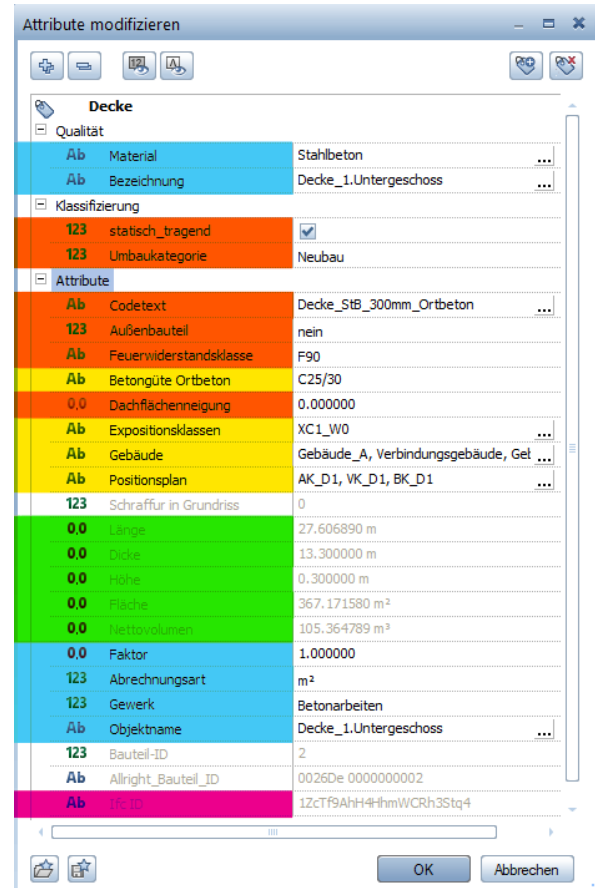 Attribute modifizieren
Decke
Qualität
Ab Material Stahlbeton ...
Ab Bezeichnung Decke_1.Untergeschoss ...
Klassifizierung
123 statisch_tragend
123 Umbaukategorie Neubau
Attribute
Ab Codetext Decke_StB_300mm_Ortbeton ...
123 Außenbauteil nein
Ab Feuerwiderstandsklasse F90
Ab Betongüte Ortbeton C25/30
0,0 Dachflächenneigung 0.000000
Ab Expositionsklassen XC1_W0 ...
Ab Gebäude Gebäude_A, Verbindungsgebäude, Get ...
Ab Positionsplan AK_D1, VK_D1, BK_D1 ...
123 Schraffur in Grundriss 0
0,0 Länge 27.606890 m
0,0 Dicke 13.300000 m
0,0 Höhe 0.300000 m
0,0 Fläche 367.171580 m²
0,0 Nettovolumen 105.364789 m³
0,0 Faktor 1.000000
123 Abrechnungsart m²
123 Gewerk Betonarbeiten
Ab Objektname Decke_1.Untergeschoss ...
123 Bauteil-ID 2
Ab Allright_Bauteil_ID 0026De 0000000002
Ab Ifc ID 1ZcTf9AhH4HhmWCRh3Stq4
OK Abbrechen